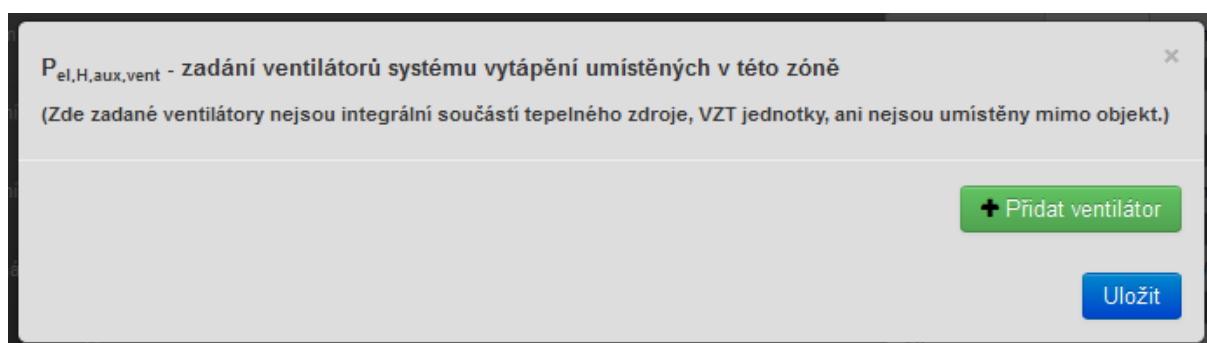 Pel,H,aux,vent - zadání ventilátorů systému vytápění umístěných v této zóně
×
(Zde zadané ventilátory nejsou integrální součástí tepelného zdroje, VZT jednotky, ani nejsou umístěny mimo objekt.)
Přidat ventilátor
Uložit